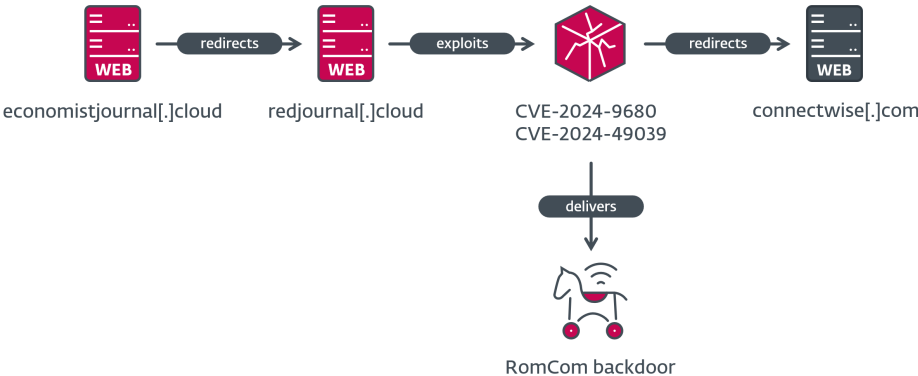 WEB
redirects
WEB
exploits
redirects
WEB
economistjournal[.]cloud
redjournal[.]cloud
CVE-2024-9680
CVE-2024-49039
connectwise[.]com
delivers
RomCom backdoor